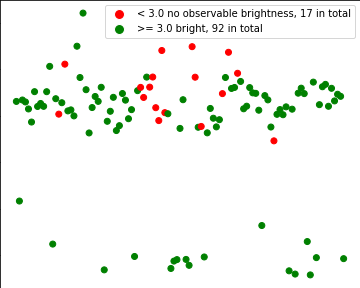 < 3.0 no observable brightness, 17 in total
>= 3.0 bright, 92 in total